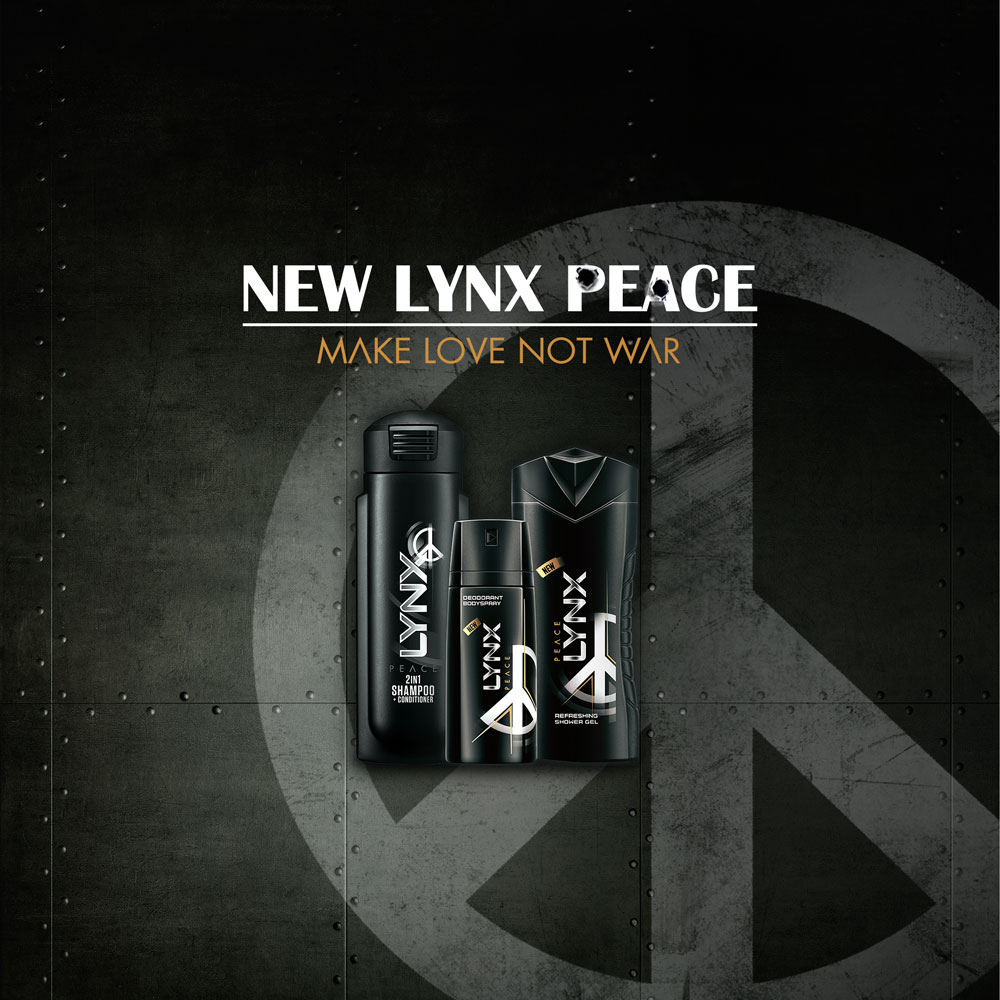 NEW LYNX PEACE
MAKE LOVE NOT WAR
LYNX
PEACE
2IN1
SHAMPOO
+ CONDITIONER
DEODORANT
BODYSPRAY
NEW
LYNX
PEACE
NEW
LYNX
PEACE
REFRESHING
SHOWER GEL